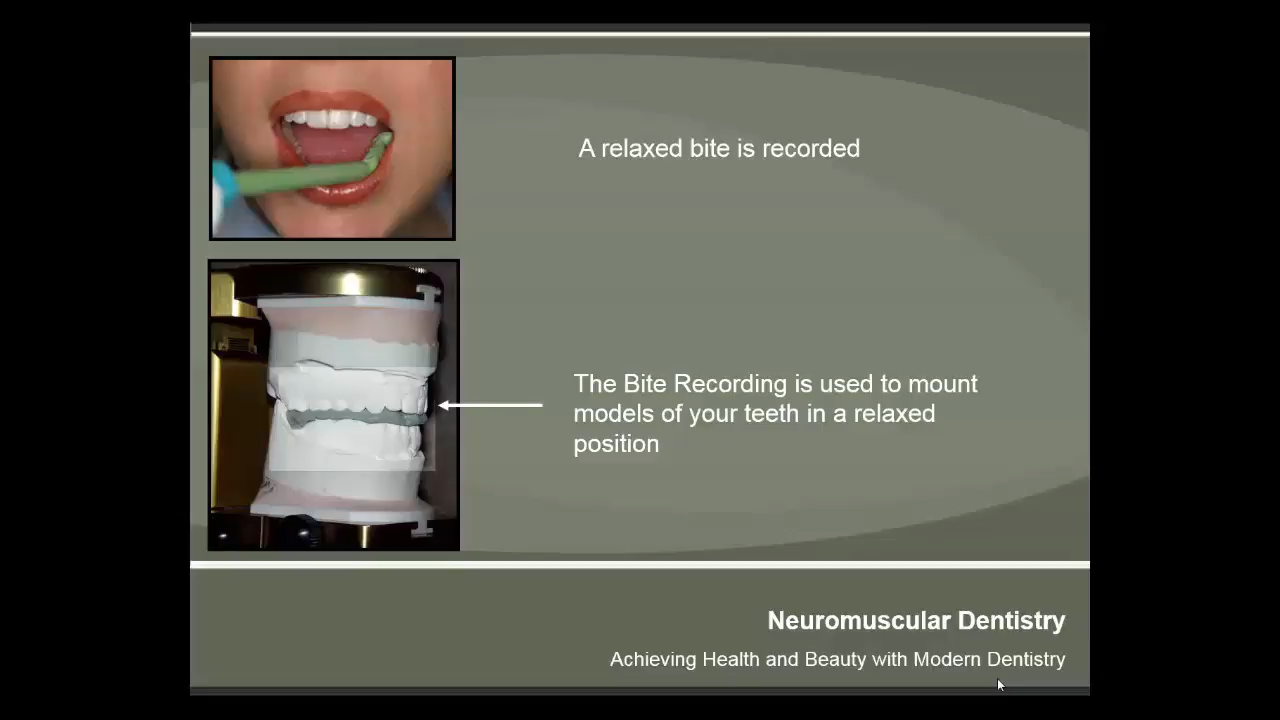 A relaxed bite is recorded
The Bite Recording is used to mount
models of your teeth in a relaxed
position
Neuromuscular Dentistry
Achieving Health and Beauty with Modern Dentistry